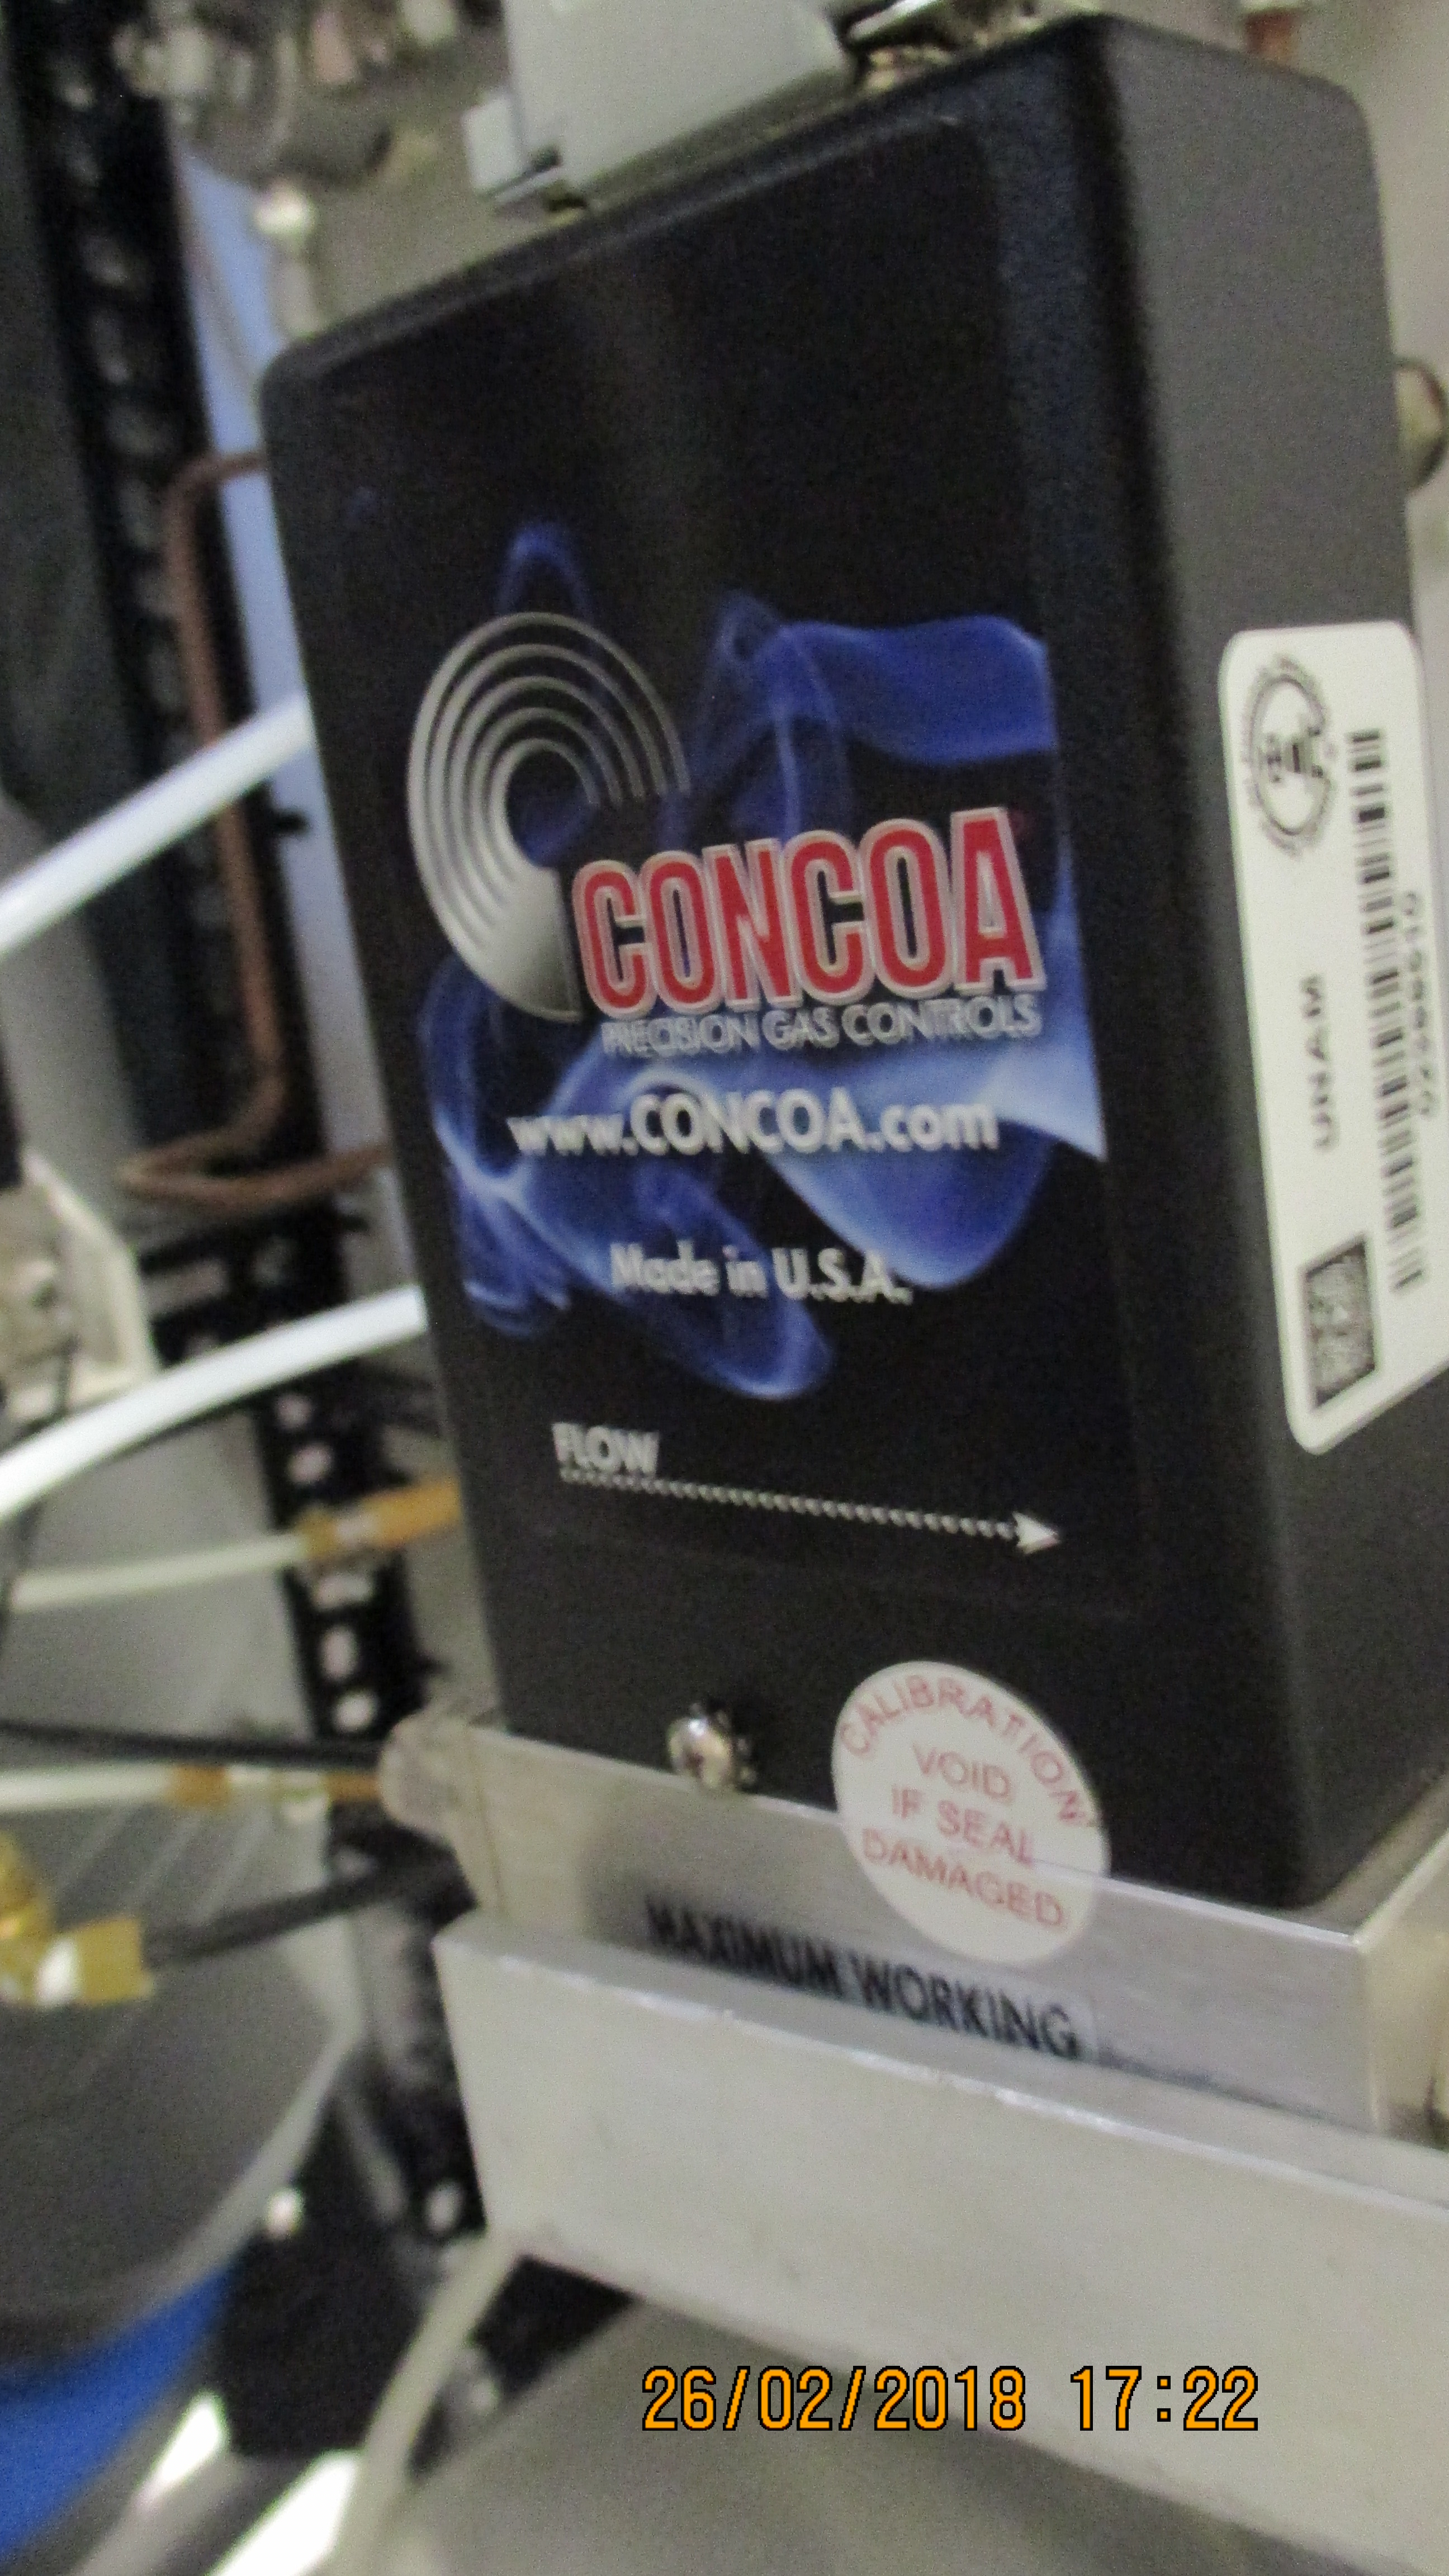 CONCOA
PRECISION GAS CONTROLS
www.CONCOA.com
Made in U.S.A.
FLOW
UNAM
CALIBRATION
VOID
IF SEAL
DAMAGED
MAXIMUM WORKING
26/02/2018 17:22